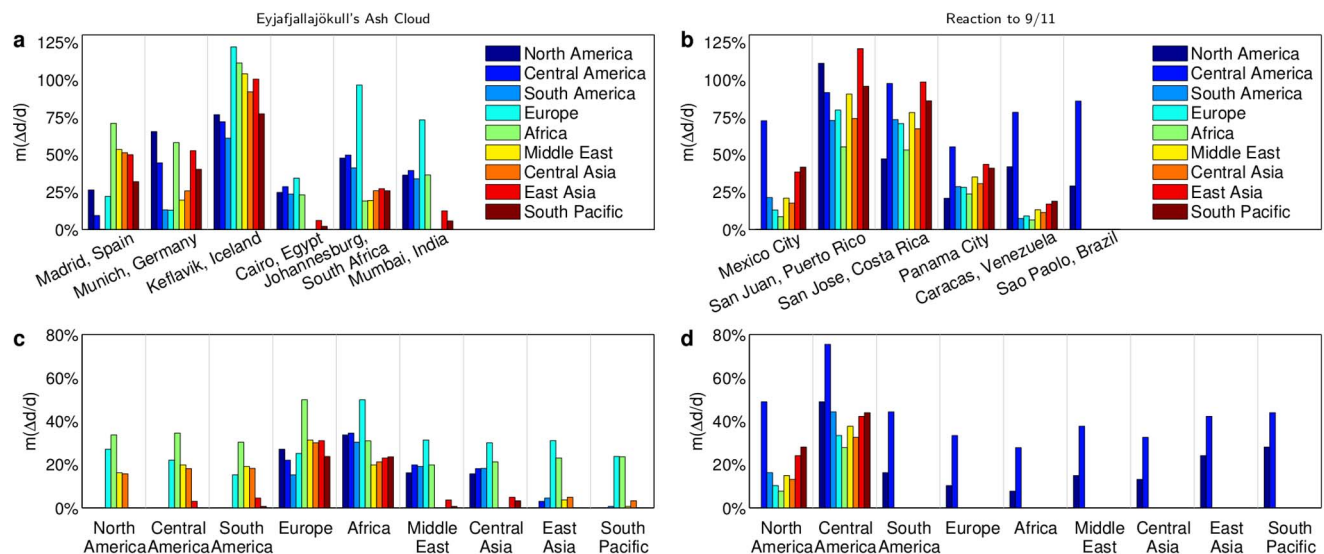 Eyjafjallajökull's Ash Cloud
a
125%
100%
75%
50%
25%
0%
m(Δd/d)
North America
Central America
South America
Europe
Africa
Middle East
Central Asia
East Asia
South Pacific
Madrid, Spain
Munich, Germany
Keflavik, Iceland
Cairo, Egypt
Johannesburg,
South Africa
Mumbai, India
Reaction to 9/11
b
125%
100%
75%
50%
25%
0%
m(Δd/d)
North America
Central America
South America
Europe
Africa
Middle East
Central Asia
East Asia
South Pacific
Mexico City
San Juan, Puerto Rico
San Jose, Costa Rica
Panama City
Caracas, Venezuela
Sao Paolo, Brazil
c
80%
60%
40%
20%
0%
m(Δd/d)
North
America
Central
America
South
America
Europe
Africa
Middle
East
Central
Asia
East
Asia
South
Pacific
d
80%
60%
40%
20%
0%
m(Δd/d)
North
America
Central
America
South
America
Europe
Africa
Middle
East
Central
Asia
East
Asia
South
Pacific